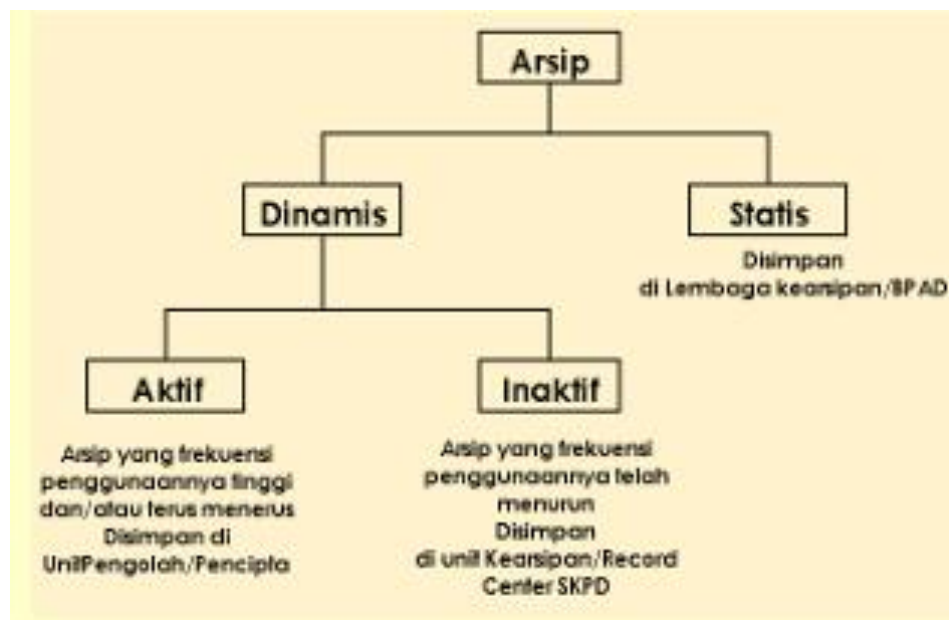 Arsip
Dinamis
Statis
Disimpan
di Lembaga kearsipan/BPAD
Aktif
Arsip yang frekuensi
penggunaannya tinggi
dan/atau terus menerus
Disimpan di
UnitPengolah/Pencipta
Inaktif
Arsip yang frekuensi
penggunaannya telah
menurun
Disimpan
di unit Kearsipan/Record
Center SKPD